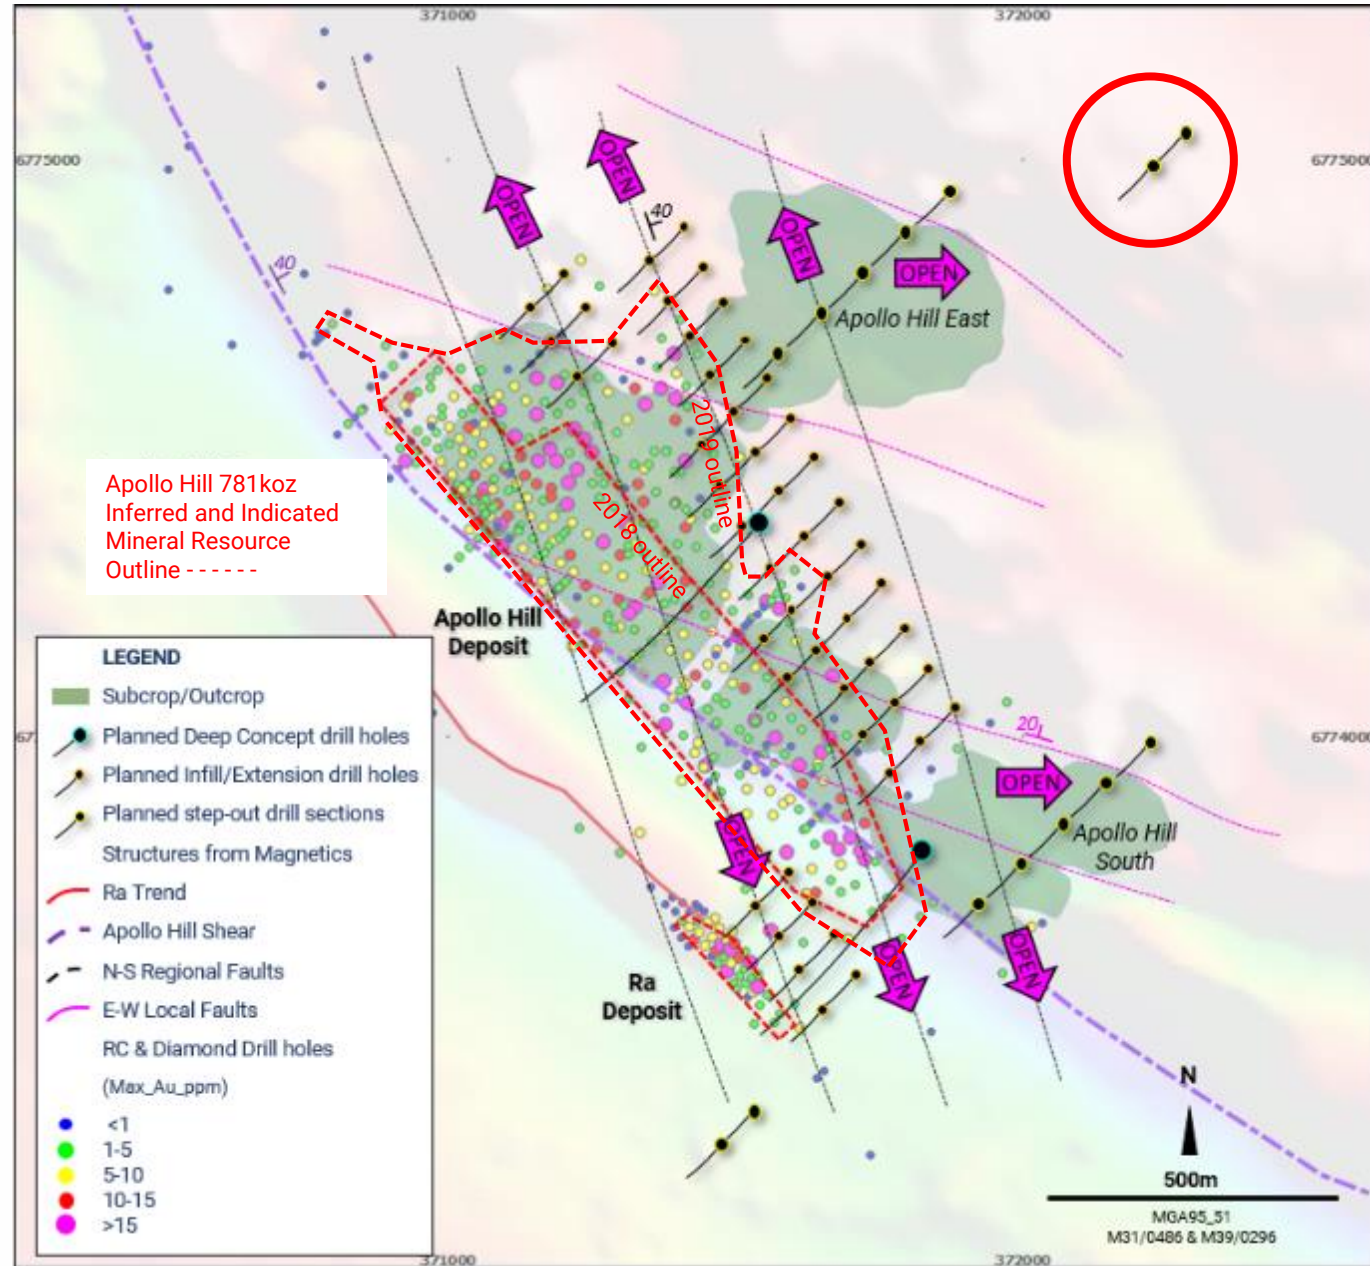 371000
372000
6775000
6775000
OPEN
OPEN
OPEN
40
40
OPEN
Apollo Hill East
2019 outline
2018 outline
Apollo Hill 781koz
Inferred and Indicated
Mineral Resource
Outline ------
Apollo Hill
Deposit
LEGEND
Subcrop/Outcrop
Planned Deep Concept drill holes
Planned Infill/Extension drill holes
Planned step-out drill sections
Structures from Magnetics
Ra Trend
Apollo Hill Shear
N-S Regional Faults
E-W Local Faults
RC & Diamond Drill holes
(Max_Au_ppm)
<1
1-5
5-10
10-15
>15
20
6774000
OPEN
Apollo Hill
South
OPEN
OPEN
OPEN
Ra
Deposit
N
500m
MGA95_51
M31/0486 & M39/0296
371000
372000